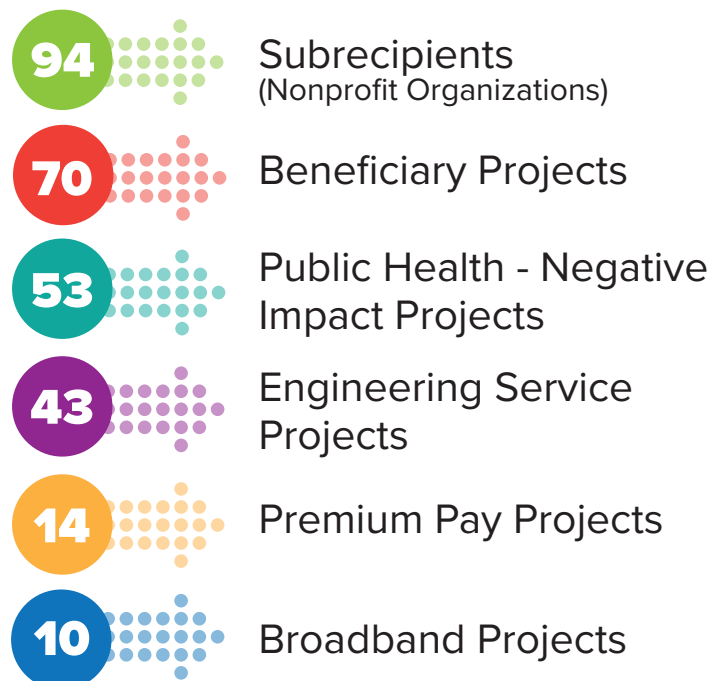 94
Subrecipients
(Nonprofit Organizations)
70
Beneficiary Projects
53
Public Health - Negative
Impact Projects
43
Engineering Service
Projects
14
Premium Pay Projects
10
Broadband Projects